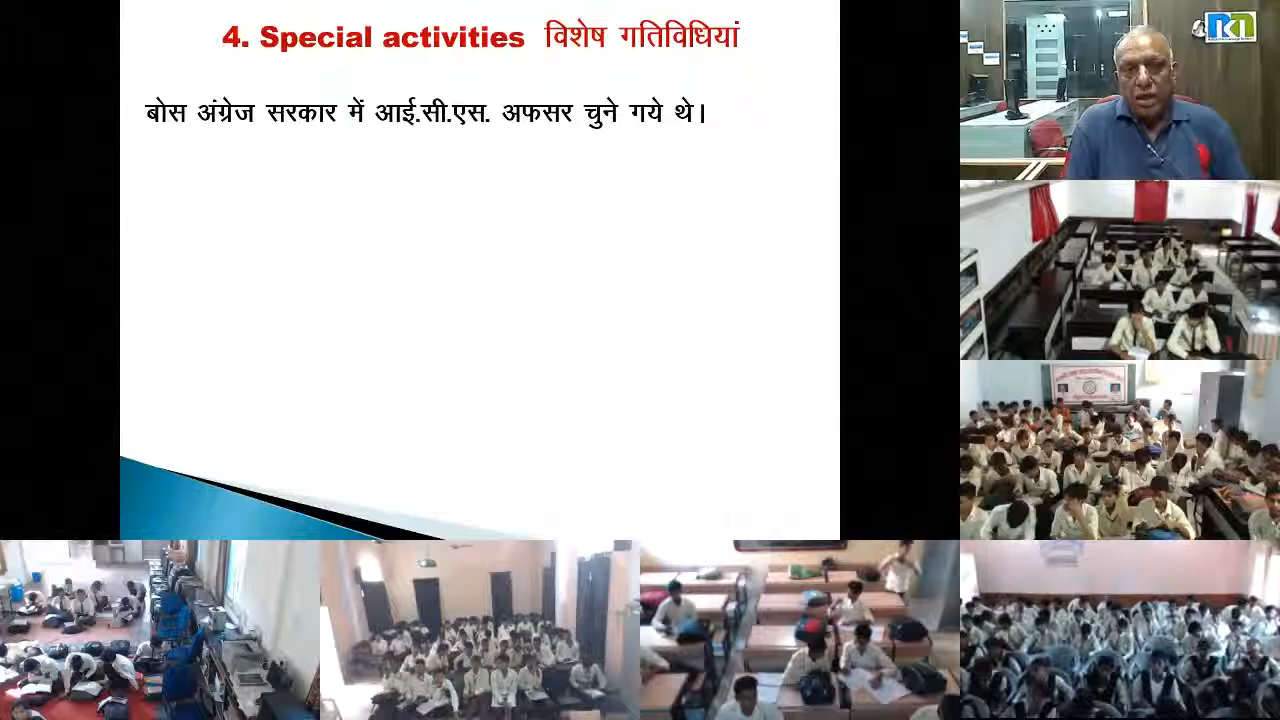 4. Special activities विशेष गतिविधियां
बोस अंग्रेज सरकार में आई.सी.एस. अफसर चुने गये थे।